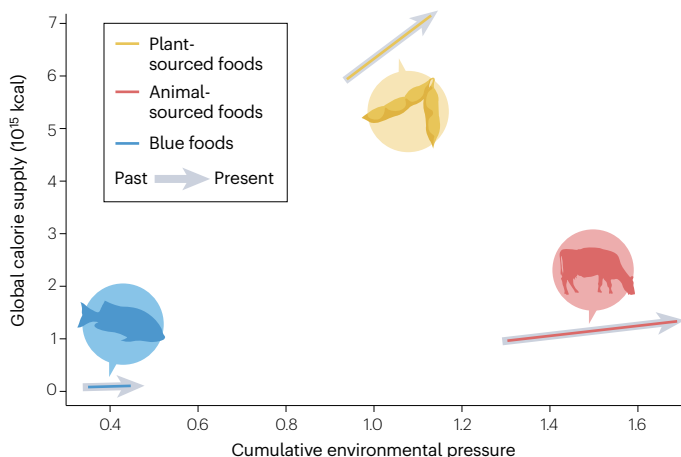 7
6
5
4
3
2
1
0
Global calorie supply (10¹⁵ kcal)
Plant-
sourced foods
Animal-
sourced foods
Blue foods
Past Present
0.4 0.6 0.8 1.0 1.2 1.4 1.6
Cumulative environmental pressure